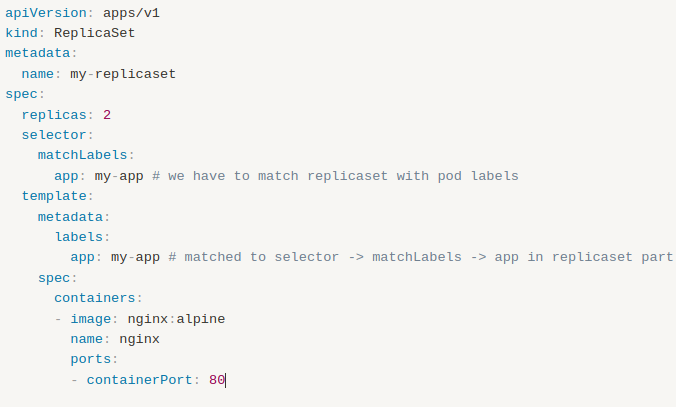 apiVersion: apps/v1
kind: ReplicaSet
metadata:
  name: my-replicaset
spec:
  replicas: 2
  selector:
    matchLabels:
      app: my-app # we have to match replicaset with pod labels
  template:
    metadata:
      labels:
        app: my-app # matched to selector -> matchLabels -> app in replicaset part
    spec:
      containers:
      - image: nginx:alpine
        name: nginx
        ports:
        - containerPort: 80